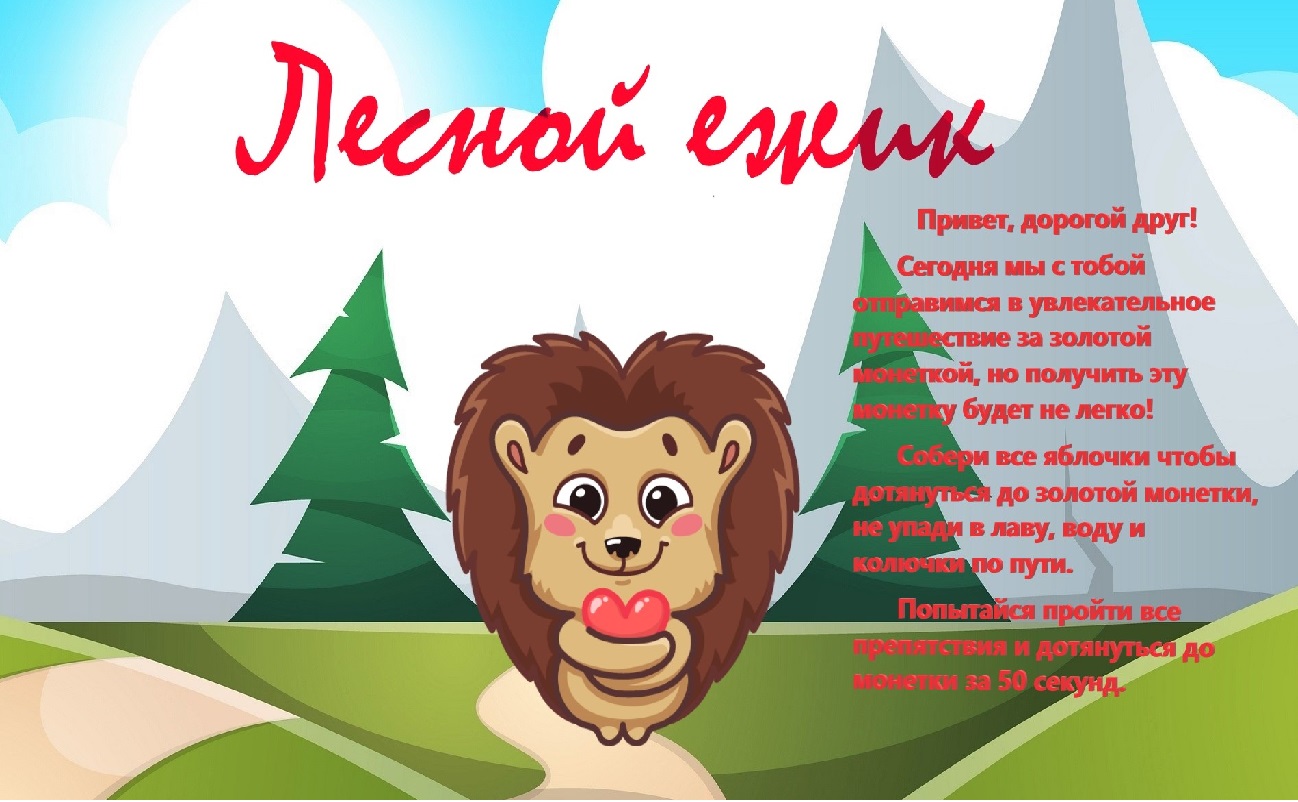 Лесной ежик
Привет, дорогой друг!
Сегодня мы с тобой
отправимся в увлекательное
путешествие за золотой
монеткой, но получить эту
монетку будет не легко!
Собери все яблочки чтобы
дотянуться до золотой монетки,
не упади в лаву, воду и
колючки по пути.
Попытайся пройти все
препятствия и дотянуться до
монетки за 50 секунд.